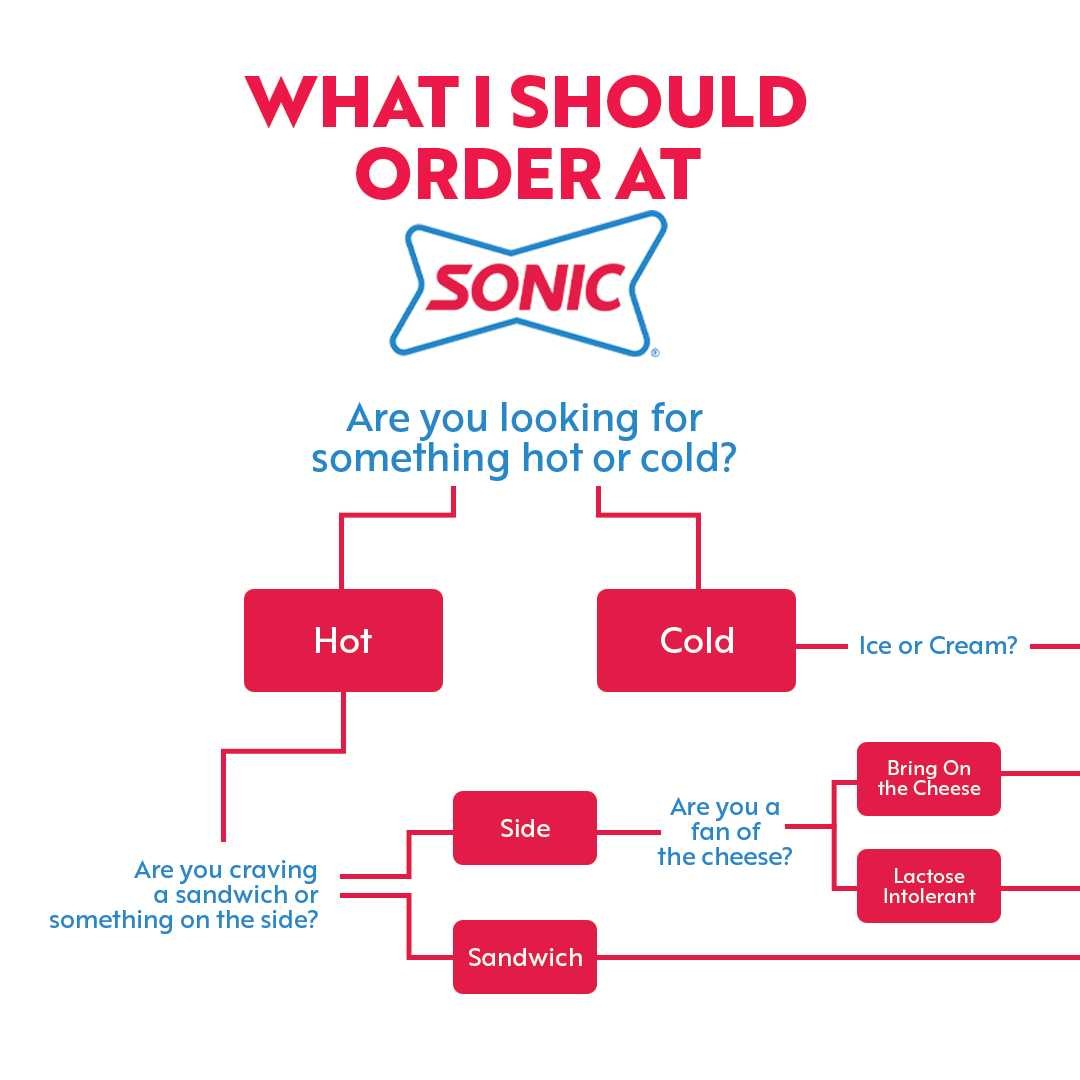 WHAT I SHOULD
ORDER AT
SONIC
®
Are you looking for
something hot or cold?
Hot
Cold
Ice or Cream?
Bring On
the Cheese
Side
Are you a
fan of
the cheese?
Lactose
Intolerant
Are you craving
a sandwich or
something on the side?
Sandwich